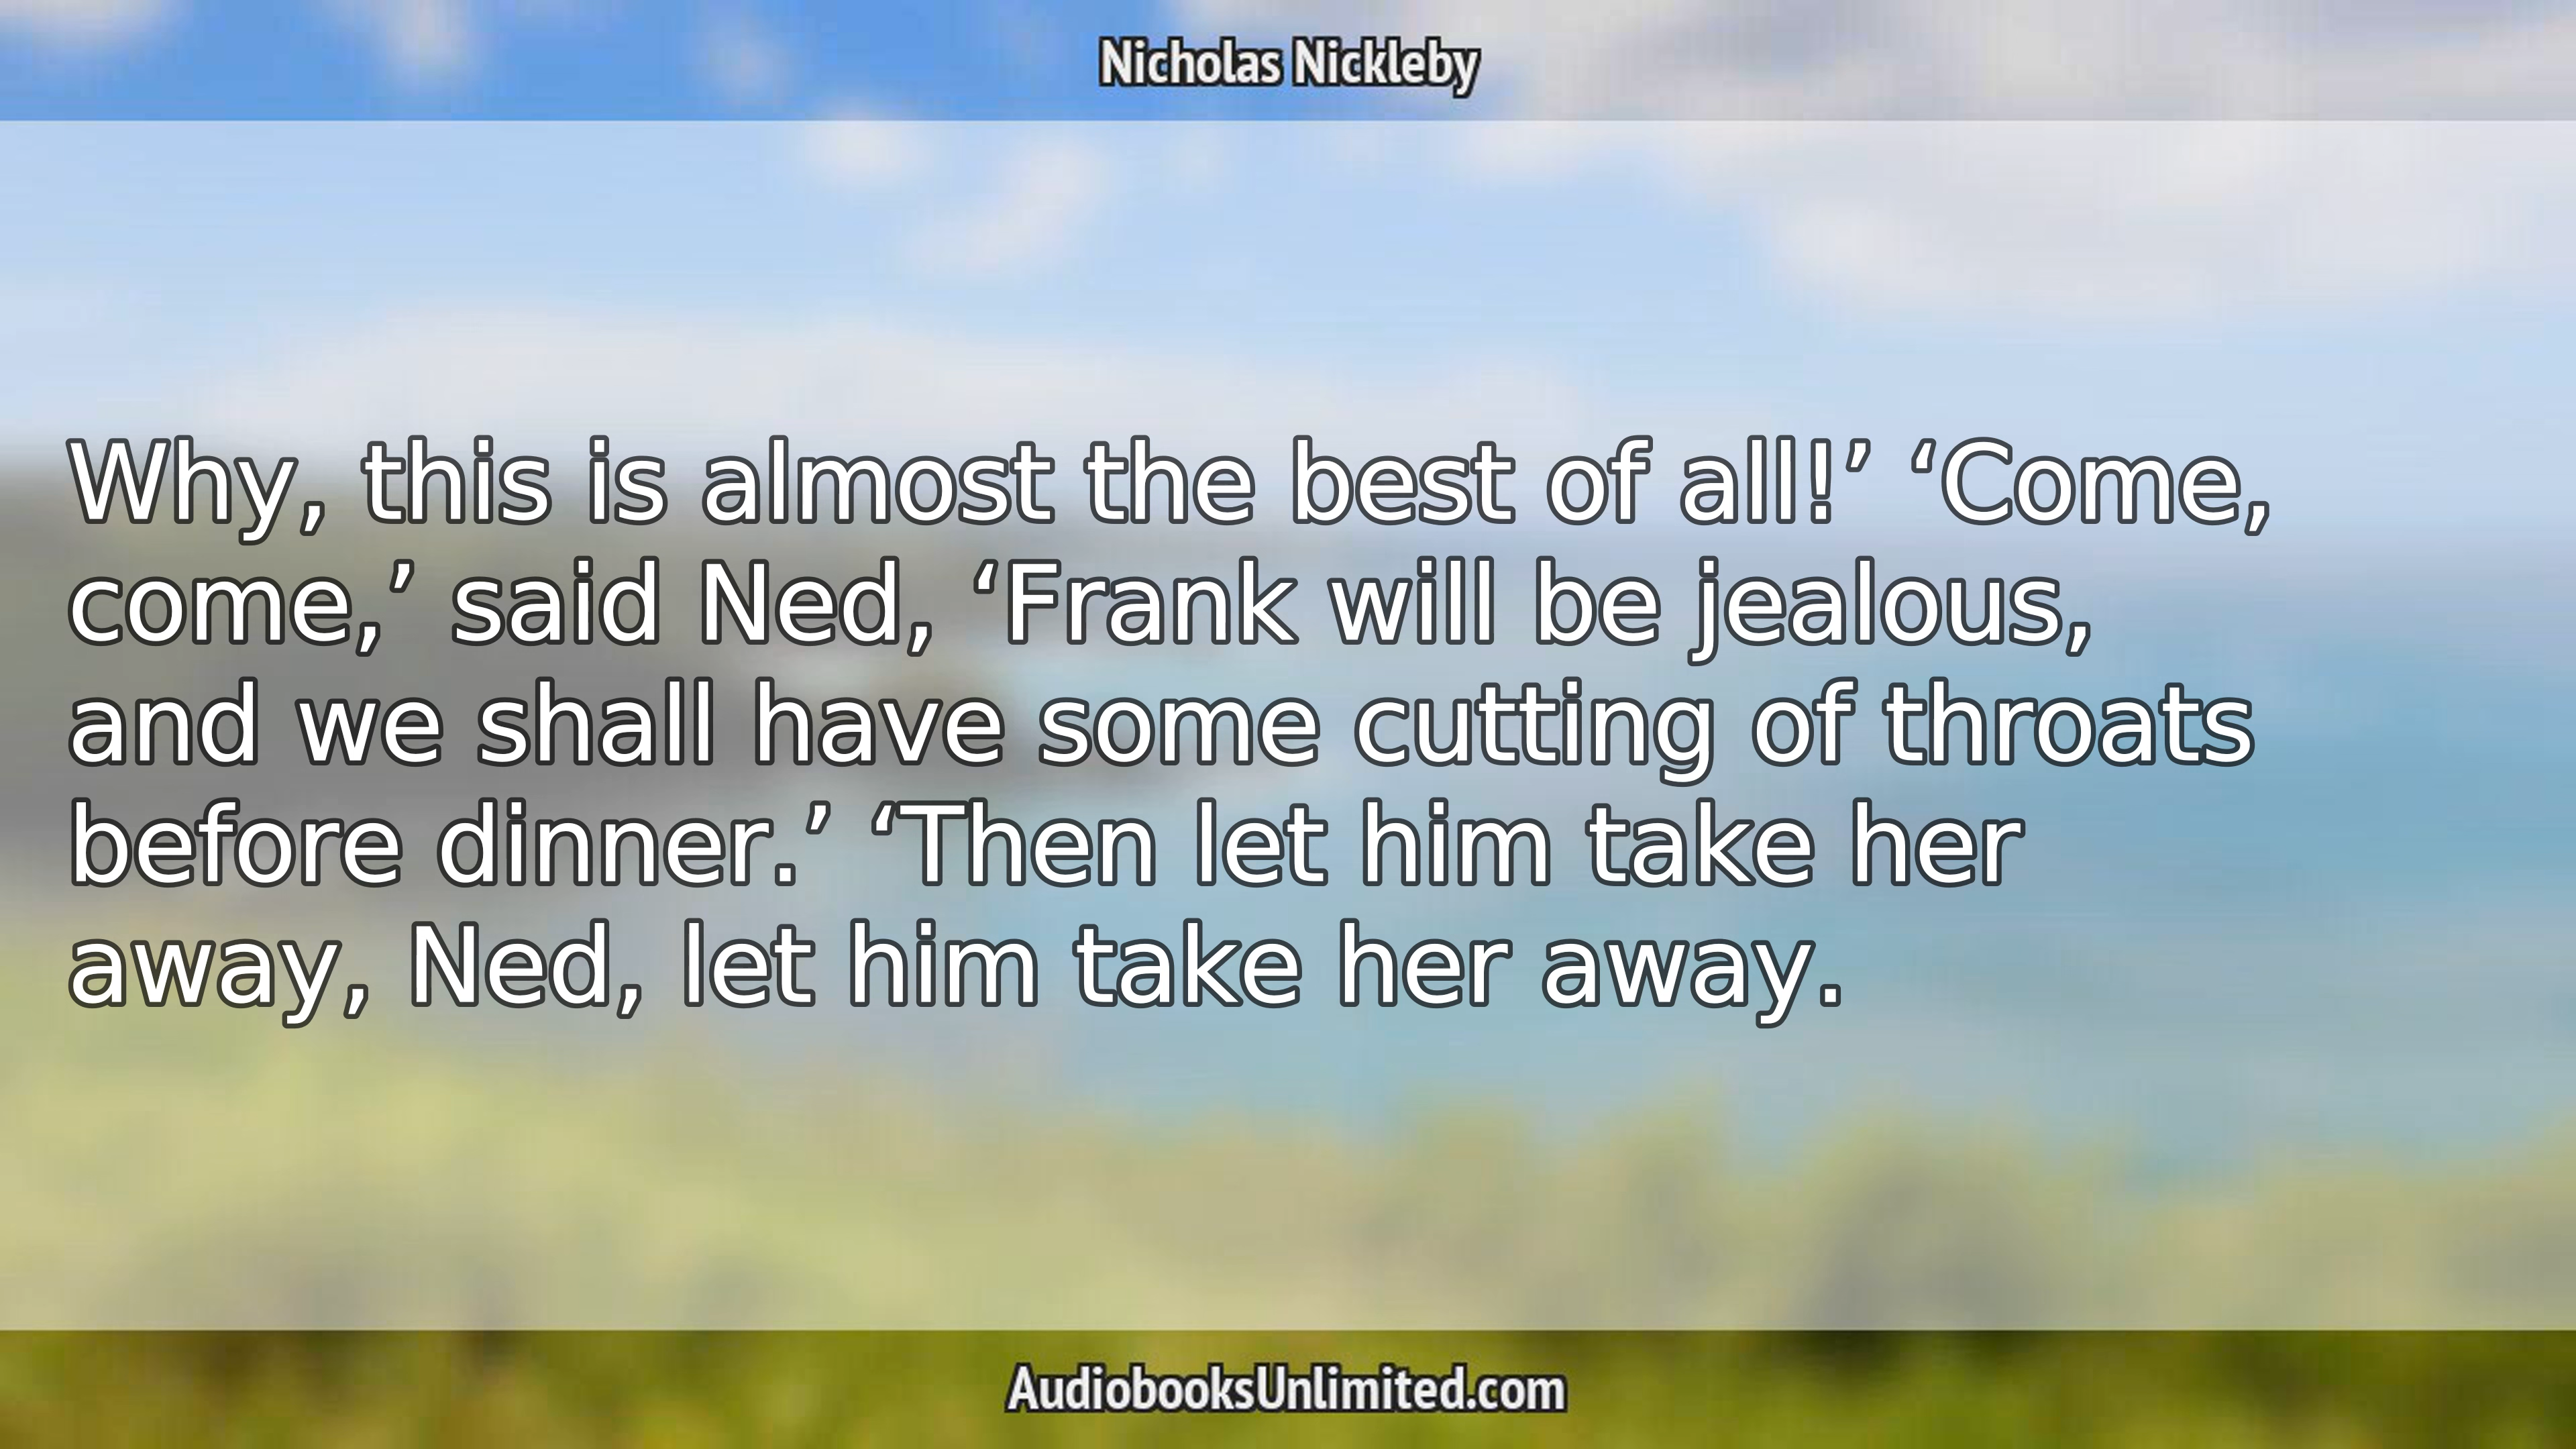 Nicholas Nickleby
Why, this is almost the best of all!’ ‘Come,
come,’ said Ned, ‘Frank will be jealous,
and we shall have some cutting of throats
before dinner.’ ‘Then let him take her
away, Ned, let him take her away.
AudiobooksUnlimited.com